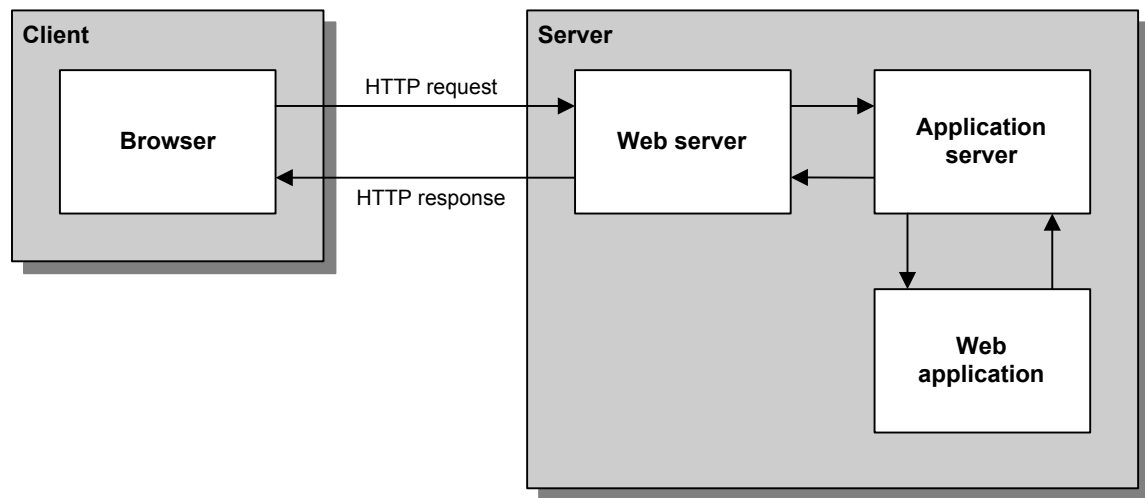 Client
Browser
HTTP request
HTTP response
Server
Web server
Application
server
Web
application